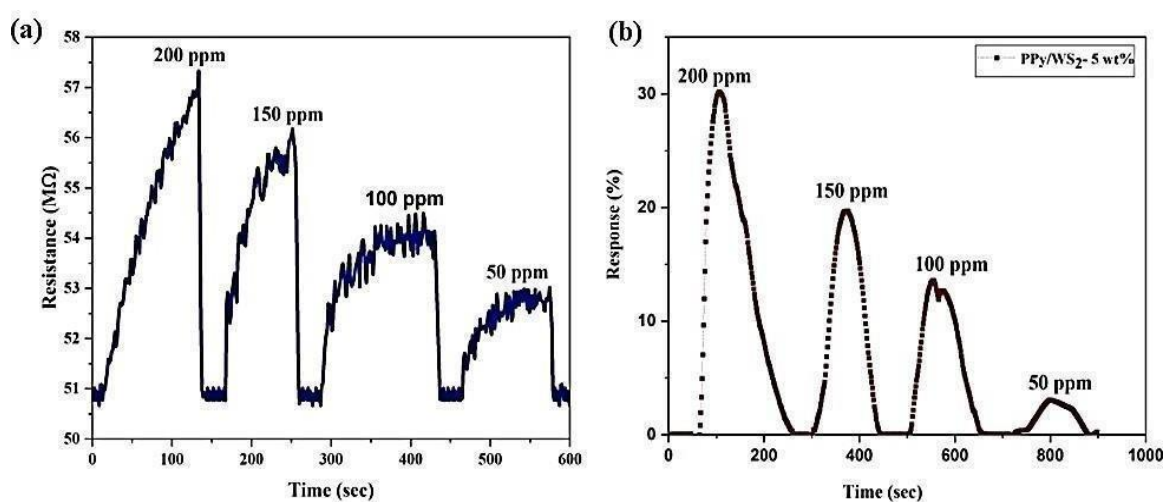 (a)
58
57
56
55
54
53
52
51
50
Resistance (MΩ)
200 ppm
150 ppm
100 ppm
50 ppm
0 100 200 300 400 500 600
Time (sec)
(b)
PPy/WS₂- 5 wt%
30
20
10
0
Response (%)
200 ppm
150 ppm
100 ppm
50 ppm
0 200 400 600 800 1000
Time (sec)